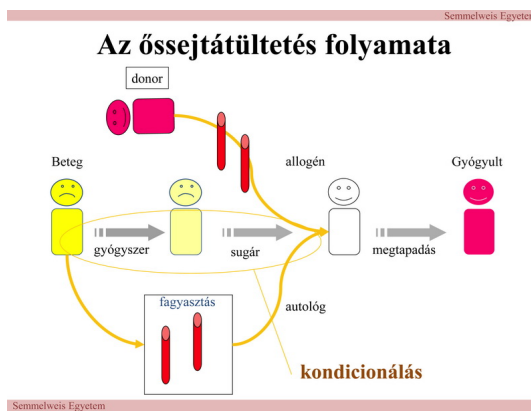 Semmelweis Egyetem
Az őssejtátültetés folyamata
donor
Beteg
allogén
Gyógyult
gyógyszer
sugár
megtapadás
fagyasztás
autológ
kondicionálás
Semmelweis Egyetem